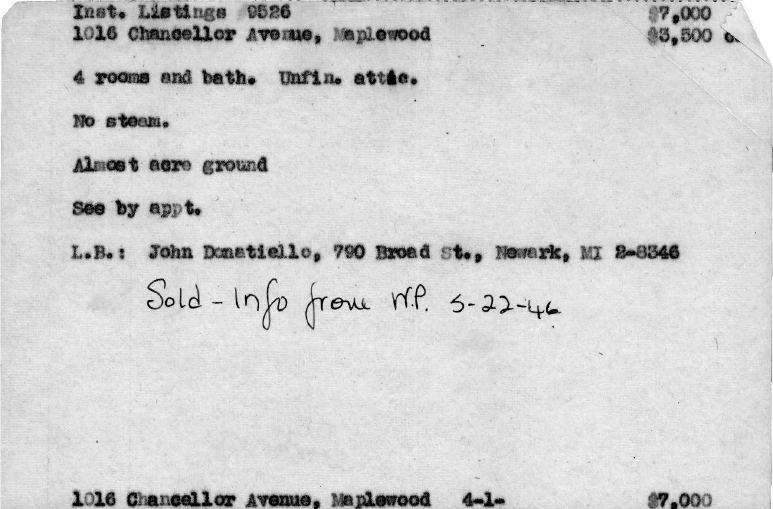 Inst. Listings 9526 $7,000
1016 Chancellor Avenue, Maplewood $3,500
4 rooms and bath. Unfin. attic.
No steam.
Almost acre ground
See by appt.
L.B.: John Donatiello, 790 Broad St., Newark, MI 2-8346
Sold - Info from W.P. 5-22-46
1016 Chancellor Avenue, Maplewood 4-1- $7,000